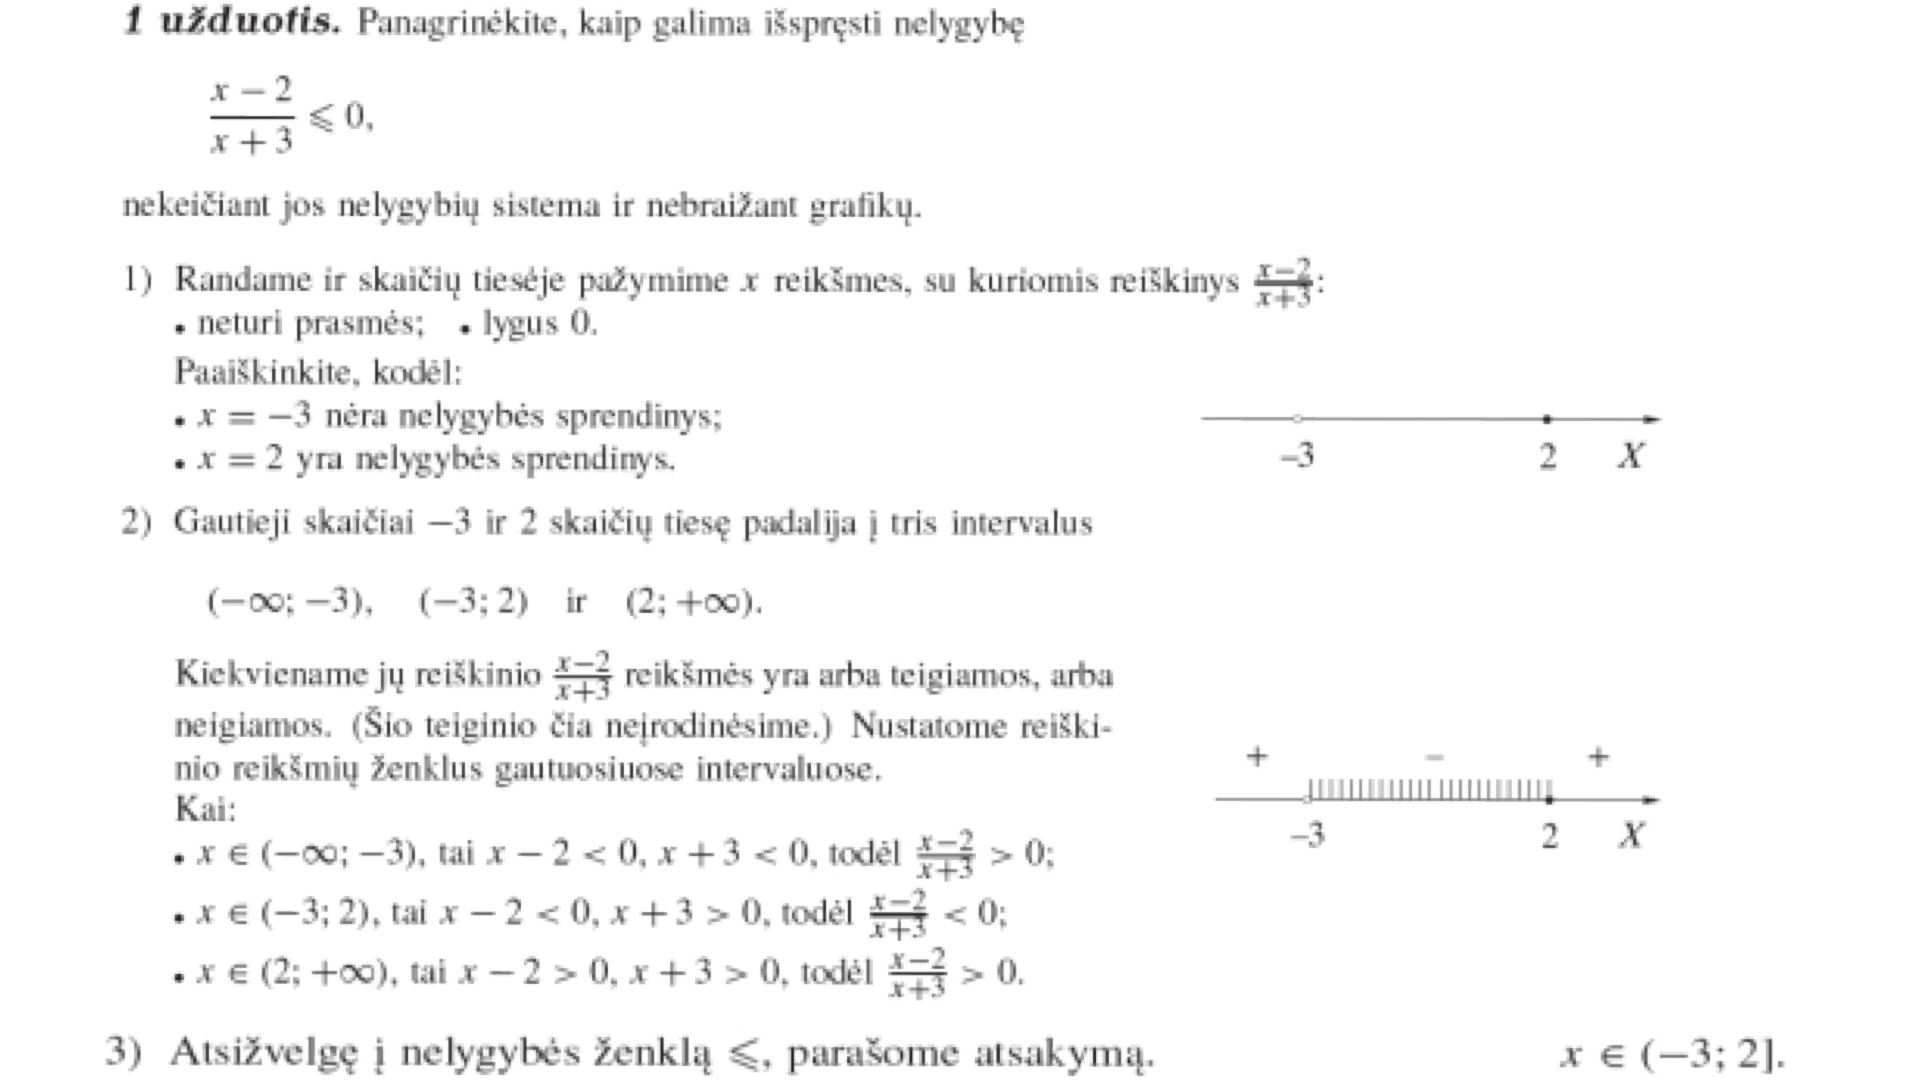 1 užduotis. Panagrinėkite, kaip galima išspręsti nelygybę
x − 2
x + 3
⩽ 0,
nekeičiant jos nelygybių sistema ir nebraižant grafikų.
1) Randame ir skaičių tiesėje pažymime x reikšmes, su kuriomis reiškinys x−2/x+3:
• neturi prasmės; • lygus 0.
Paaiškinkite, kodėl:
• x = −3 nėra nelygybės sprendinys;
• x = 2 yra nelygybės sprendinys.
–3 2 X
2) Gautieji skaičiai −3 ir 2 skaičių tiesę padalija į tris intervalus
(−∞; −3), (−3; 2) ir (2; +∞).
Kiekviename jų reiškinio x−2/x+3 reikšmės yra arba teigiamos, arba
neigiamos. (Šio teiginio čia neįrodinėsime.) Nustatome reiški-
nio reikšmių ženklus gautuosiuose intervaluose.
Kai:
• x ∈ (−∞; −3), tai x − 2 < 0, x + 3 < 0, todėl x−2/x+3 > 0;
• x ∈ (−3; 2), tai x − 2 < 0, x + 3 > 0, todėl x−2/x+3 < 0;
• x ∈ (2; +∞), tai x − 2 > 0, x + 3 > 0, todėl x−2/x+3 > 0.
+ − +
–3 2 X
3) Atsižvelgę į nelygybės ženklą ⩽, parašome atsakymą. x ∈ (−3; 2].